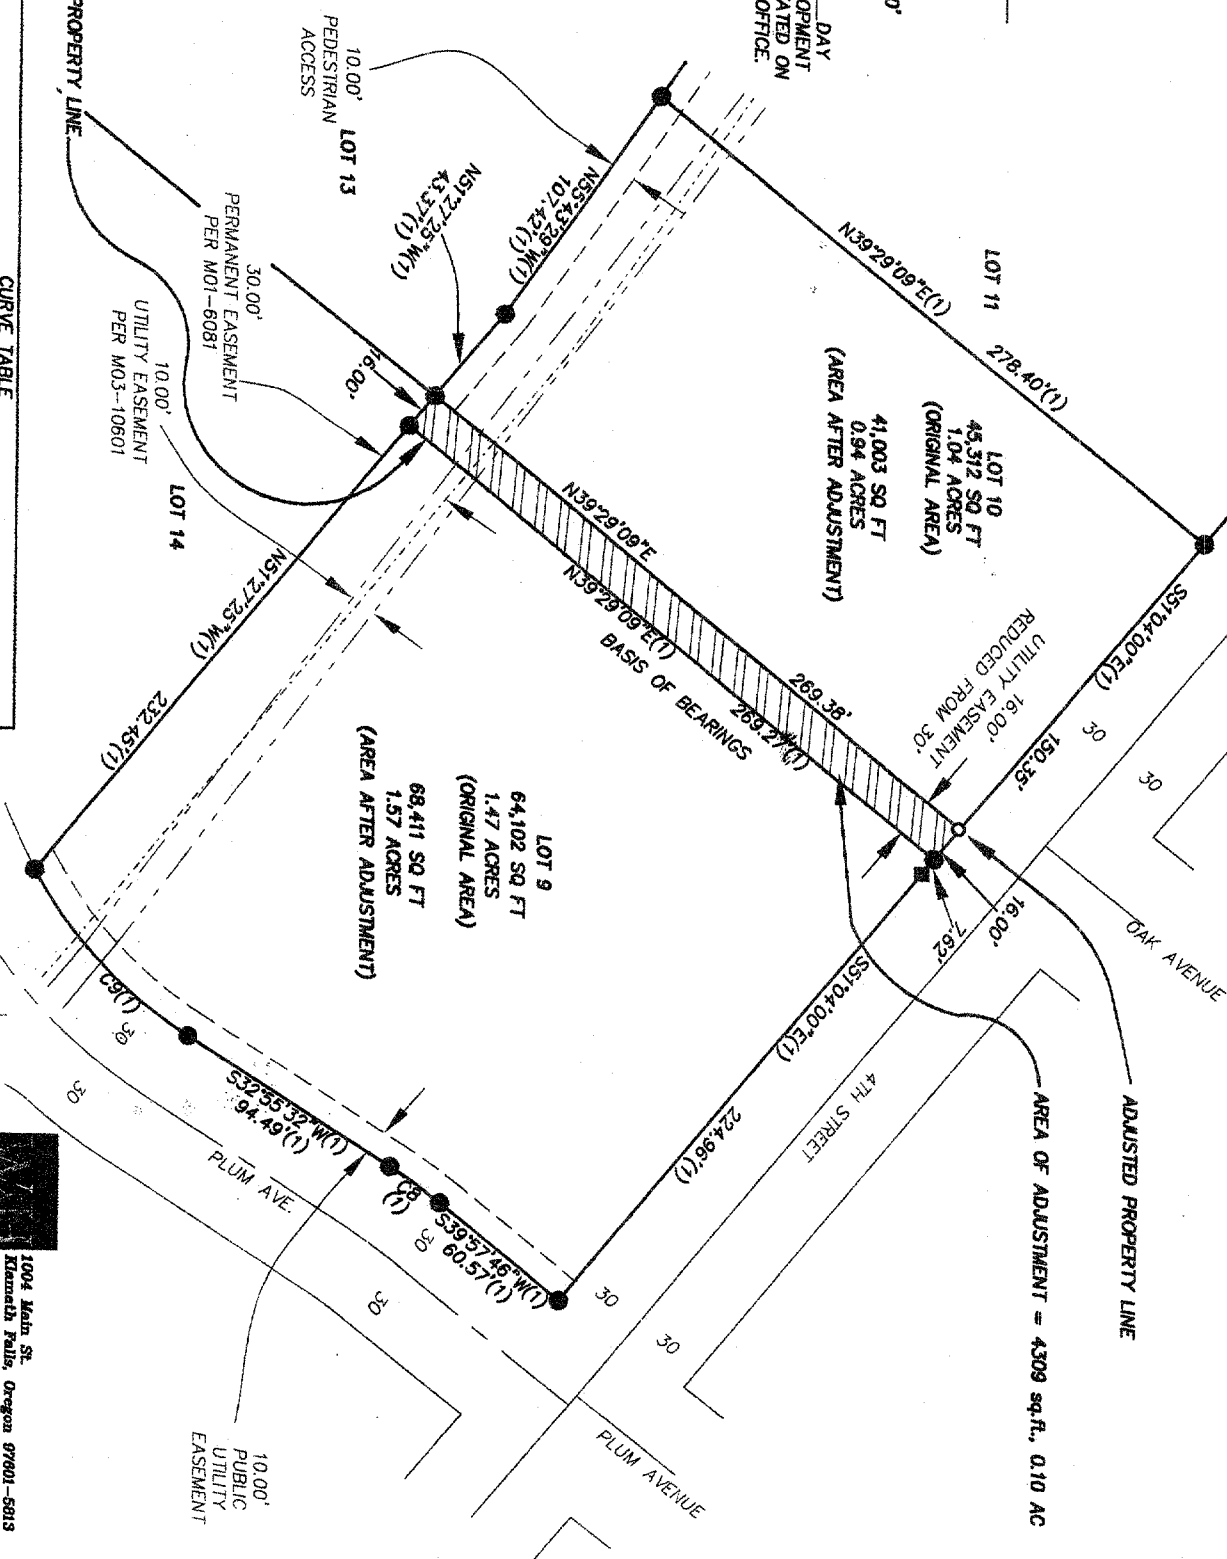 DAY
OPMENT
ATED ON
OFFICE.
0'
10.00'
PEDESTRIAN
ACCESS
LOT 13
N55°43'29"W(1)
107.42'(1)
N51°27'25"W(1)
43.37'(1)
PROPERTY LINE
30.00'
PERMANENT EASEMENT
PER M01-6081
10.00'
UTILITY EASEMENT
PER M03-10601
LOT 14
16.00'
LOT 11
N39°29'09"E(1)
278.40'(1)
LOT 10
45,312 SQ FT
1.04 ACRES
(ORIGINAL AREA)
41,003 SQ FT
0.94 ACRES
(AREA AFTER ADJUSTMENT)
N39°29'09"E
269.38'
N39°29'09"E(1)
269.27'(1)
BASIS OF BEARINGS
16.00'
UTILITY EASEMENT
REDUCED FROM 30'
S51°04'00"E(1)
150.35'
30
30
OAK AVENUE
16.00'
7.62'
ADJUSTED PROPERTY LINE
AREA OF ADJUSTMENT = 4309 sq.ft., 0.10 AC
S51°04'00"E(1)
224.96'(1)
4TH STREET
LOT 9
64,102 SQ FT
1.47 ACRES
(ORIGINAL AREA)
68,411 SQ FT
1.57 ACRES
(AREA AFTER ADJUSTMENT)
N51°27'25"W(1)
232.45'(1)
C9(1)
30
30
S32°55'32"W(1)
94.49'(1)
C8
(1)
S39°57'46"W(1)
60.57'(1)
30
30
30
30
PLUM AVE.
PLUM AVENUE
10.00'
PUBLIC
UTILITY
EASEMENT
CURVE TABLE
1004 Main St.
Klamath Falls, Oregon 97601-5813